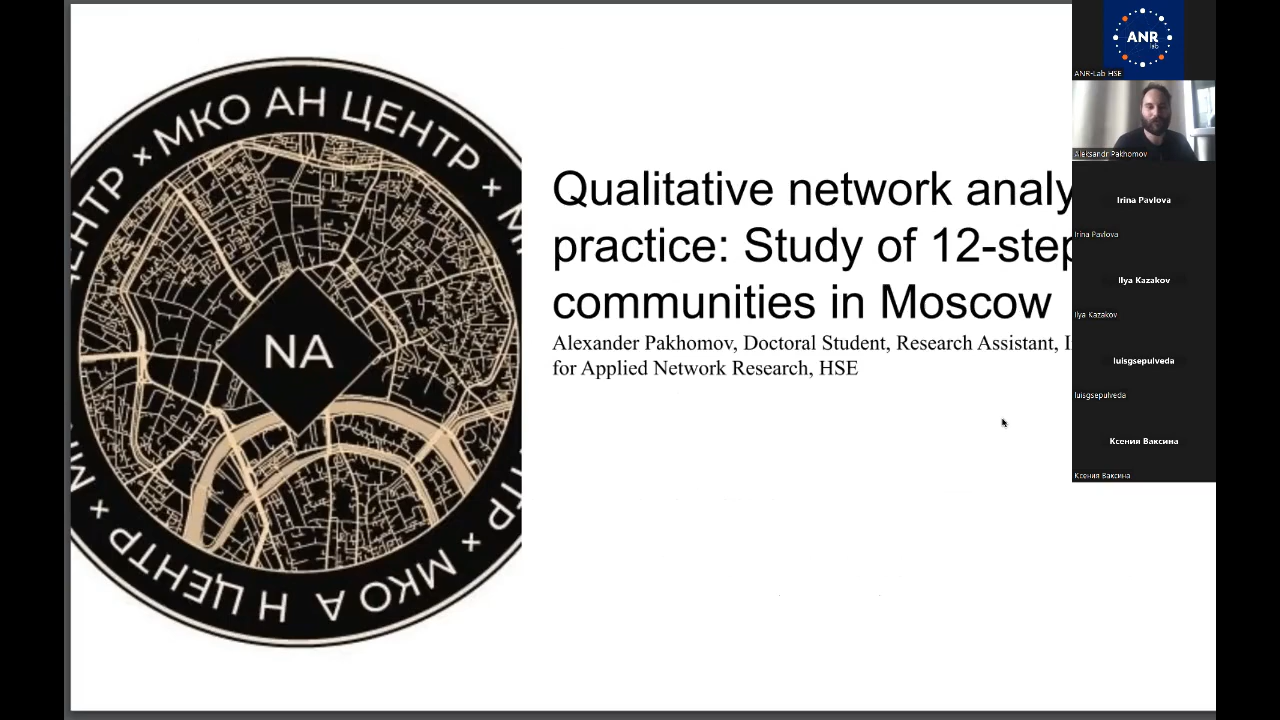 МКО АН ЦЕНТР × МКО АН ЦЕНТР ×
NA
Qualitative network analy
practice: Study of 12-step
communities in Moscow
Alexander Pakhomov, Doctoral Student, Research Assistant, I
for Applied Network Research, HSE
ANR
lab
ANR-Lab HSE
Aleksandr Pakhomov
Irina Pavlova
Irina Pavlova
Ilya Kazakov
Ilya Kazakov
luisgsepulveda
luisgsepulveda
Ксения Ваксина
Ксения Ваксина